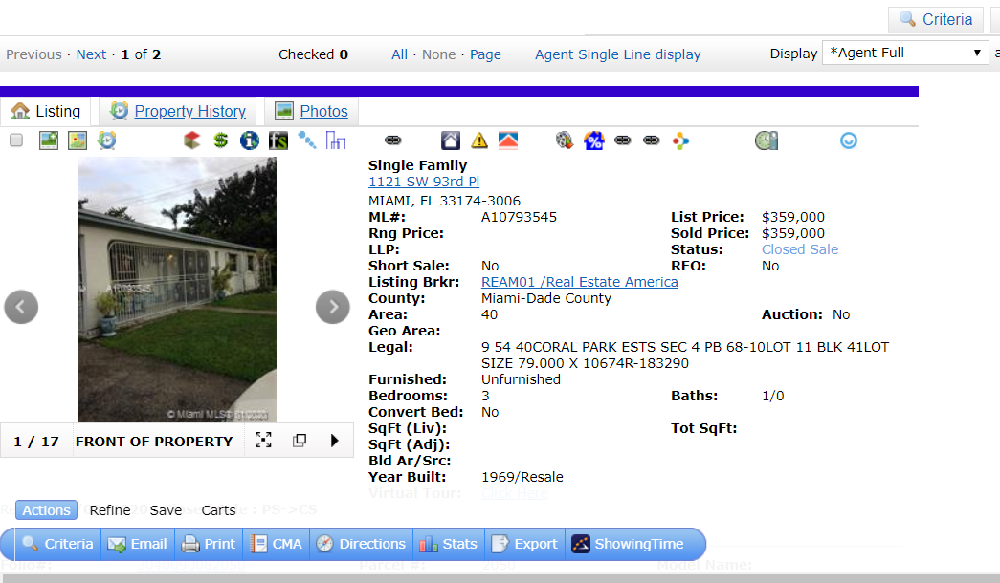 Criteria
Previous · Next · 1 of 2 Checked 0 All · None · Page Agent Single Line display Display *Agent Full
Listing Property History Photos
Single Family
1121 SW 93rd Pl
MIAMI, FL 33174-3006
ML#: A10793545 List Price: $359,000
Rng Price: Sold Price: $359,000
LLP: Status: Closed Sale
Short Sale: No REO: No
Listing Brkr: REAM01 /Real Estate America
County: Miami-Dade County
Area: 40 Auction: No
Geo Area:
Legal: 9 54 40CORAL PARK ESTS SEC 4 PB 68-10LOT 11 BLK 41LOT
SIZE 79.000 X 10674R-183290
Furnished: Unfurnished
Bedrooms: 3 Baths: 1/0
Convert Bed: No
SqFt (Liv): Tot SqFt:
SqFt (Adj):
Bld Ar/Src:
Year Built: 1969/Resale
Virtual Tour: Click Here
A10793545
© Miami MLS
1 / 17 FRONT OF PROPERTY
Actions Refine Save Carts : PS->CS
Criteria Email Print CMA Directions Stats Export ShowingTime
Folio#: Parcel #: 2050 Model Name: